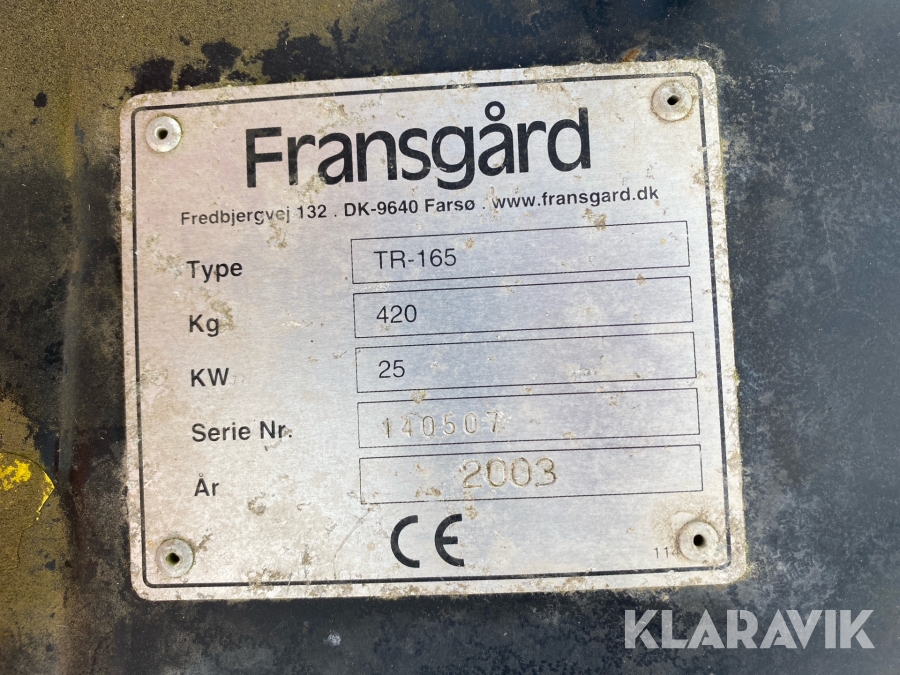 Fransgård
Fredbjergvej 132 . DK-9640 Farsø . www.fransgard.dk
Type TR-165
Kg 420
KW 25
Serie Nr. 140507
År 2003
CE
KLARAVIK